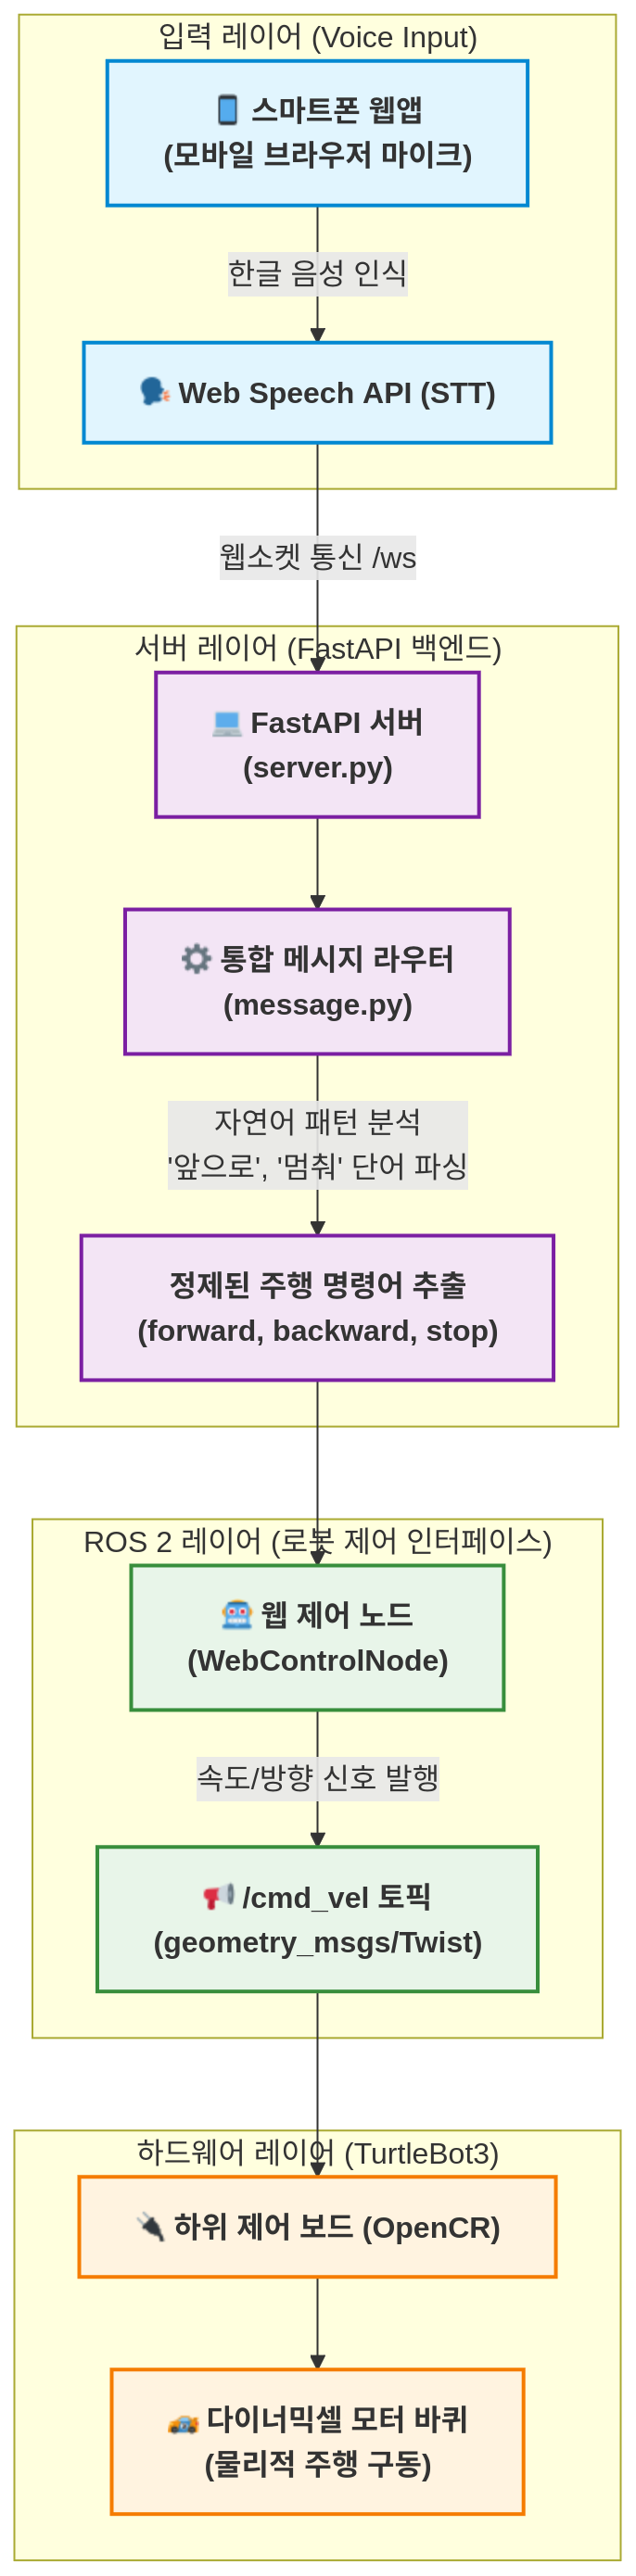 입력 레이어 (Voice Input)
📱 스마트폰 웹앱
(모바일 브라우저 마이크)
한글 음성 인식
🗣️ Web Speech API (STT)
웹소켓 통신 /ws
서버 레이어 (FastAPI 백엔드)
💻 FastAPI 서버
(server.py)
⚙️ 통합 메시지 라우터
(message.py)
자연어 패턴 분석
'앞으로', '멈춰' 단어 파싱
정제된 주행 명령어 추출
(forward, backward, stop)
ROS 2 레이어 (로봇 제어 인터페이스)
🤖 웹 제어 노드
(WebControlNode)
속도/방향 신호 발행
📢 /cmd_vel 토픽
(geometry_msgs/Twist)
하드웨어 레이어 (TurtleBot3)
🔌 하위 제어 보드 (OpenCR)
🚙 다이너믹셀 모터 바퀴
(물리적 주행 구동)